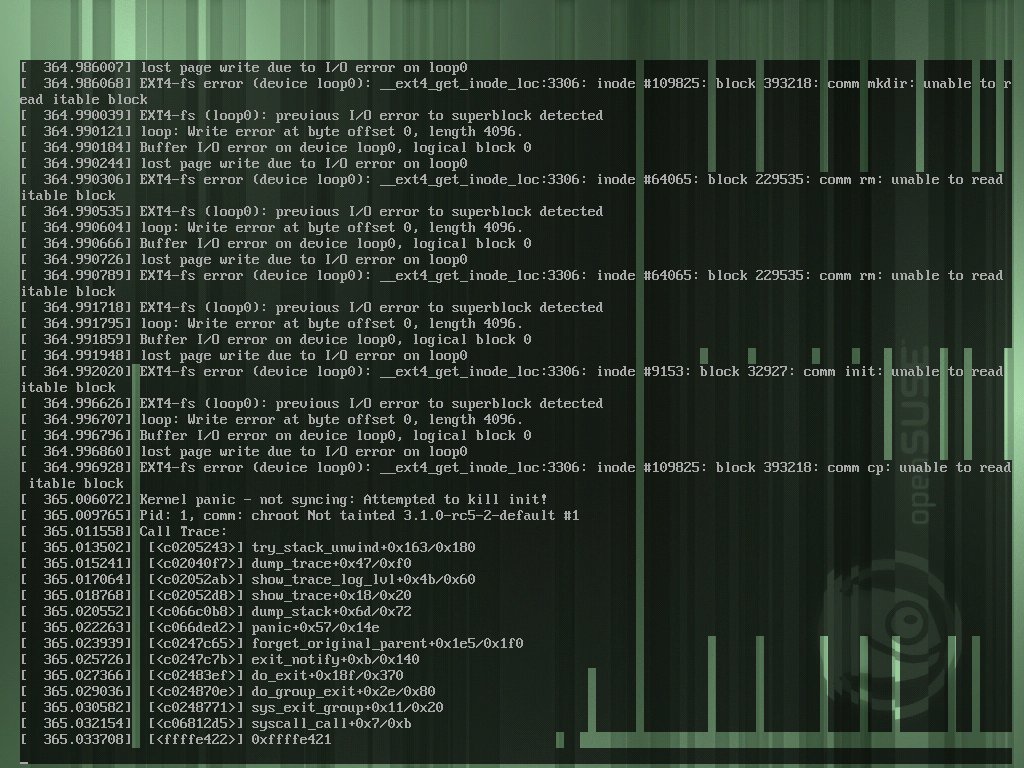 [  364.986007] lost page write due to I/O error on loop0
[  364.986068] EXT4-fs error (device loop0): __ext4_get_inode_loc:3306: inode #109825: block 393218: comm mkdir: unable to r
ead itable block
[  364.990039] EXT4-fs (loop0): previous I/O error to superblock detected
[  364.990121] loop: Write error at byte offset 0, length 4096.
[  364.990184] Buffer I/O error on device loop0, logical block 0
[  364.990244] lost page write due to I/O error on loop0
[  364.990306] EXT4-fs error (device loop0): __ext4_get_inode_loc:3306: inode #64065: block 229535: comm rm: unable to read
itable block
[  364.990535] EXT4-fs (loop0): previous I/O error to superblock detected
[  364.990604] loop: Write error at byte offset 0, length 4096.
[  364.990666] Buffer I/O error on device loop0, logical block 0
[  364.990726] lost page write due to I/O error on loop0
[  364.990789] EXT4-fs error (device loop0): __ext4_get_inode_loc:3306: inode #64065: block 229535: comm rm: unable to read
itable block
[  364.991718] EXT4-fs (loop0): previous I/O error to superblock detected
[  364.991795] loop: Write error at byte offset 0, length 4096.
[  364.991859] Buffer I/O error on device loop0, logical block 0
[  364.991948] lost page write due to I/O error on loop0
[  364.992020] EXT4-fs error (device loop0): __ext4_get_inode_loc:3306: inode #9153: block 32927: comm init: unable to read
itable block
[  364.996626] EXT4-fs (loop0): previous I/O error to superblock detected
[  364.996707] loop: Write error at byte offset 0, length 4096.
[  364.996796] Buffer I/O error on device loop0, logical block 0
[  364.996860] lost page write due to I/O error on loop0
[  364.996928] EXT4-fs error (device loop0): __ext4_get_inode_loc:3306: inode #109825: block 393218: comm cp: unable to read
 itable block
[  365.006072] Kernel panic - not syncing: Attempted to kill init!
[  365.009765] Pid: 1, comm: chroot Not tainted 3.1.0-rc5-2-default #1
[  365.011558] Call Trace:
[  365.013502]  [<c0205243>] try_stack_unwind+0x163/0x180
[  365.015241]  [<c02040f7>] dump_trace+0x47/0xf0
[  365.017064]  [<c02052ab>] show_trace_log_lvl+0x4b/0x60
[  365.018768]  [<c02052d8>] show_trace+0x18/0x20
[  365.020552]  [<c066c0b8>] dump_stack+0x6d/0x72
[  365.022263]  [<c066ded2>] panic+0x57/0x14e
[  365.023939]  [<c0247c65>] forget_original_parent+0x1e5/0x1f0
[  365.025726]  [<c0247c7b>] exit_notify+0xb/0x140
[  365.027366]  [<c02483ef>] do_exit+0x18f/0x370
[  365.029036]  [<c024870e>] do_group_exit+0x2e/0x80
[  365.030582]  [<c0248771>] sys_exit_group+0x11/0x20
[  365.032154]  [<c06812d5>] syscall_call+0x7/0xb
[  365.033708]  [<ffffe422>] 0xffffe421
openSUSE